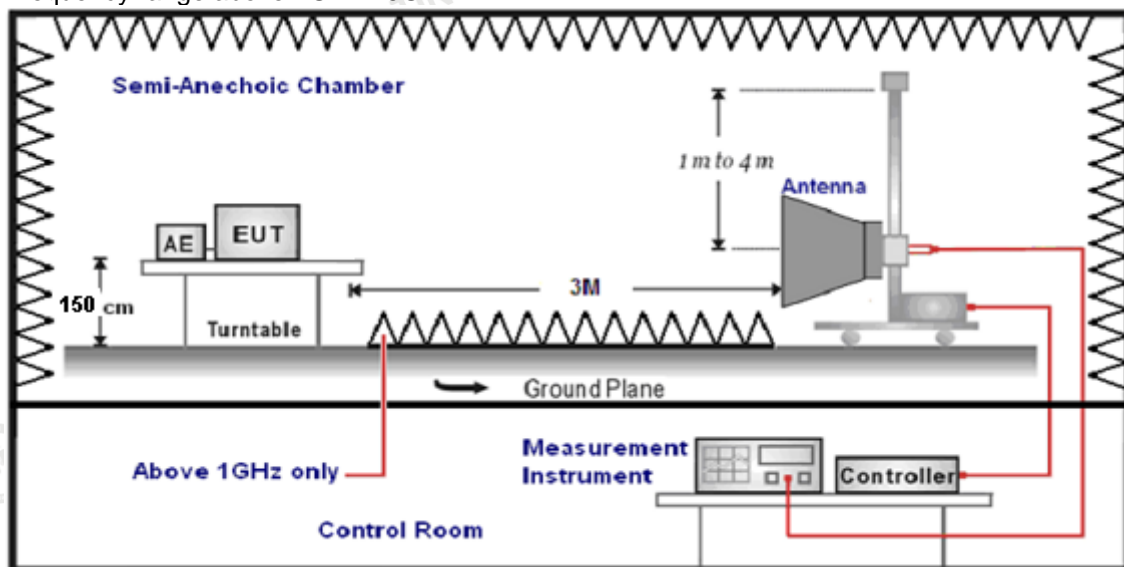 Semi-Anechoic Chamber
1 m to 4 m
Antenna
AE
EUT
150 cm
3M
Turntable
Ground Plane
Above 1GHz only
Measurement
Instrument
Controller
Control Room